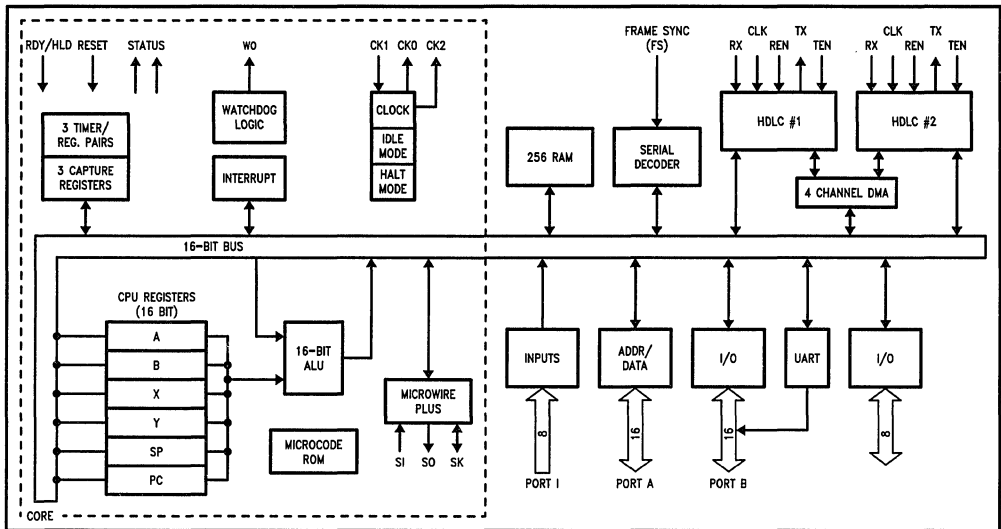 RDY/HLD RESET STATUS WO CK1 CK0 CK2
FRAME SYNC
(FS)
CLK TX
RX REN TEN
CLK TX
RX REN TEN
3 TIMER/
REG. PAIRS
3 CAPTURE
REGISTERS
WATCHDOG
LOGIC
INTERRUPT
CLOCK
IDLE
MODE
HALT
MODE
256 RAM
SERIAL
DECODER
HDLC #1
HDLC #2
4 CHANNEL DMA
16-BIT BUS
CPU REGISTERS
(16 BIT)
A
B
X
Y
SP
PC
16-BIT
ALU
MICROCODE
ROM
MICROWIRE
PLUS
SI SO SK
INPUTS
ADDR/
DATA
I/O
UART
I/O
8
16
16
8
PORT I PORT A PORT B
CORE